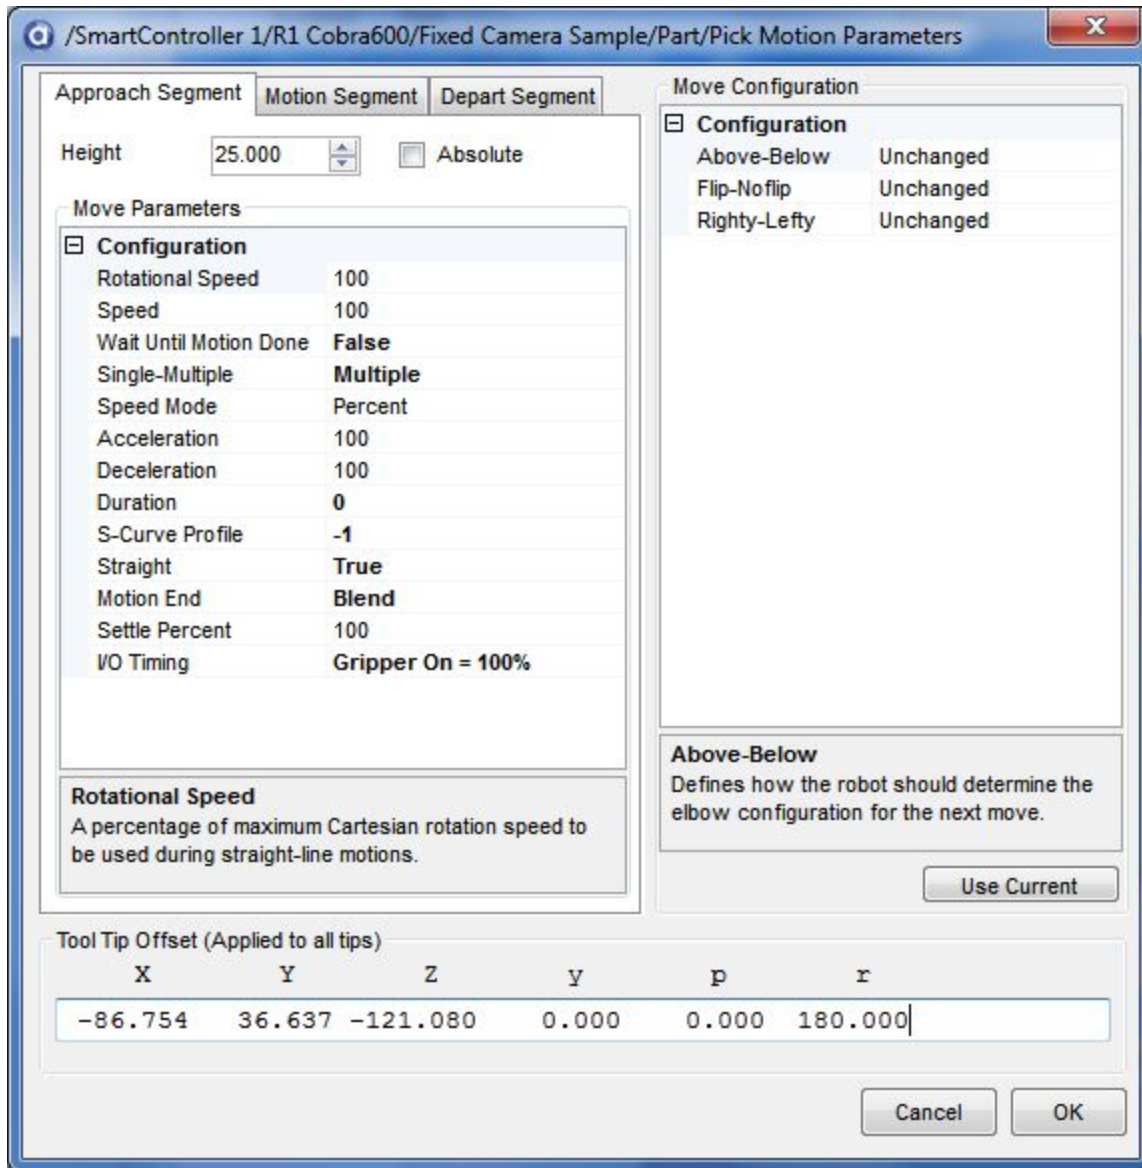 /SmartController 1/R1 Cobra600/Fixed Camera Sample/Part/Pick Motion Parameters
Approach Segment Motion Segment Depart Segment
Height 25.000 Absolute
Move Parameters
Configuration
Rotational Speed 100
Speed 100
Wait Until Motion Done False
Single-Multiple Multiple
Speed Mode Percent
Acceleration 100
Deceleration 100
Duration 0
S-Curve Profile -1
Straight True
Motion End Blend
Settle Percent 100
I/O Timing Gripper On = 100%
Rotational Speed
A percentage of maximum Cartesian rotation speed to
be used during straight-line motions.
Move Configuration
Configuration
Above-Below Unchanged
Flip-Noflip Unchanged
Righty-Lefty Unchanged
Above-Below
Defines how the robot should determine the
elbow configuration for the next move.
Use Current
Tool Tip Offset (Applied to all tips)
X Y Z y p r
-86.754 36.637 -121.080 0.000 0.000 180.000
Cancel OK